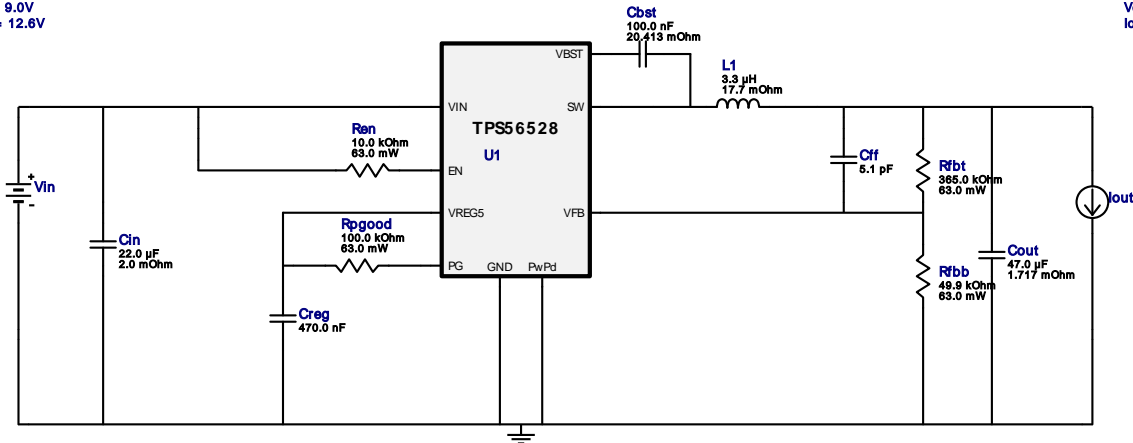 9.0V
= 12.6V
Vin
Cin
22.0 µF
2.0 mOhm
Ren
10.0 kOhm
63.0 mW
Rpgood
100.0 kOhm
63.0 mW
Creg
470.0 nF
VBST
VIN
SW
TPS56528
U1
EN
VREG5
VFB
PG
GND PwPd
Cbst
100.0 nF
20.413 mOhm
L1
3.3 µH
17.7 mOhm
Cff
5.1 pF
Rfbt
365.0 kOhm
63.0 mW
Rfbb
49.9 kOhm
63.0 mW
Cout
47.0 µF
1.717 mOhm
Iout